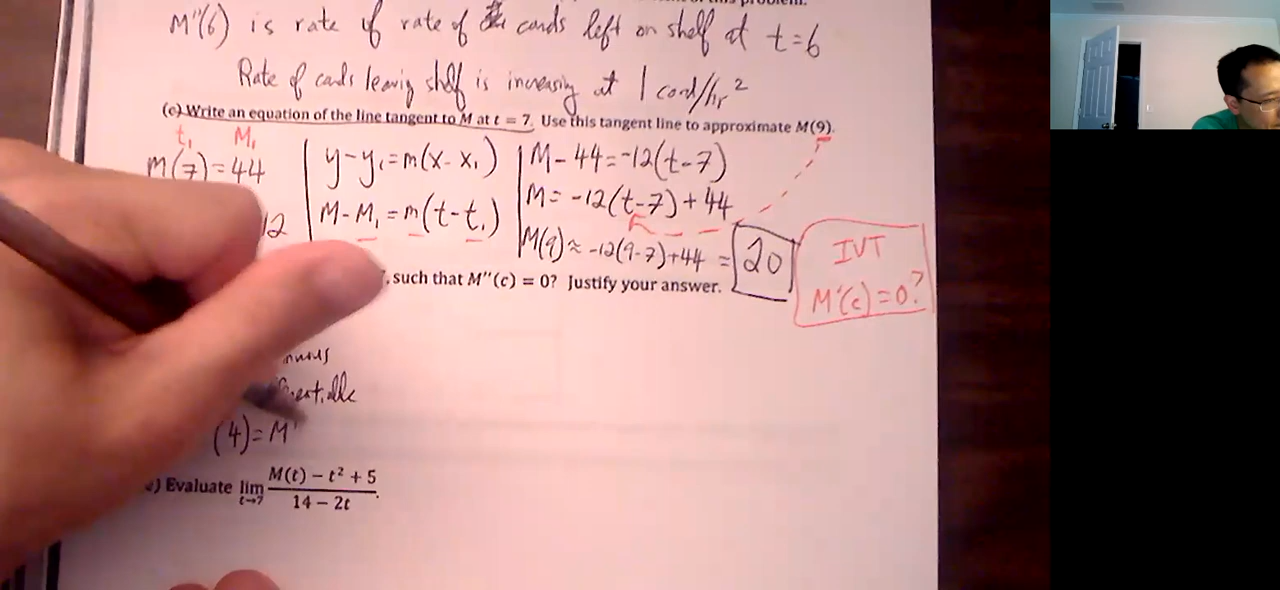 M"(6) is rate of rate of cards left on shelf at t=6
Rate of cards leaving shelf is increasing at 1 card/hr²
(c) Write an equation of the line tangent to M at t = 7. Use this tangent line to approximate M(9).
t₁ M₁
M(7)=44
12
y-y₁=m(x-x₁)
M-M₁=m(t-t₁)
M-44=-12(t-7)
M=-12(t-7)+44
M(9)≈-12(9-7)+44 = 20
IVT
M'(c)=0?
, such that M"(c) = 0? Justify your answer.
(4)=M'
) Evaluate lim t→7 M(t) − t² + 5 / 14 − 2t.